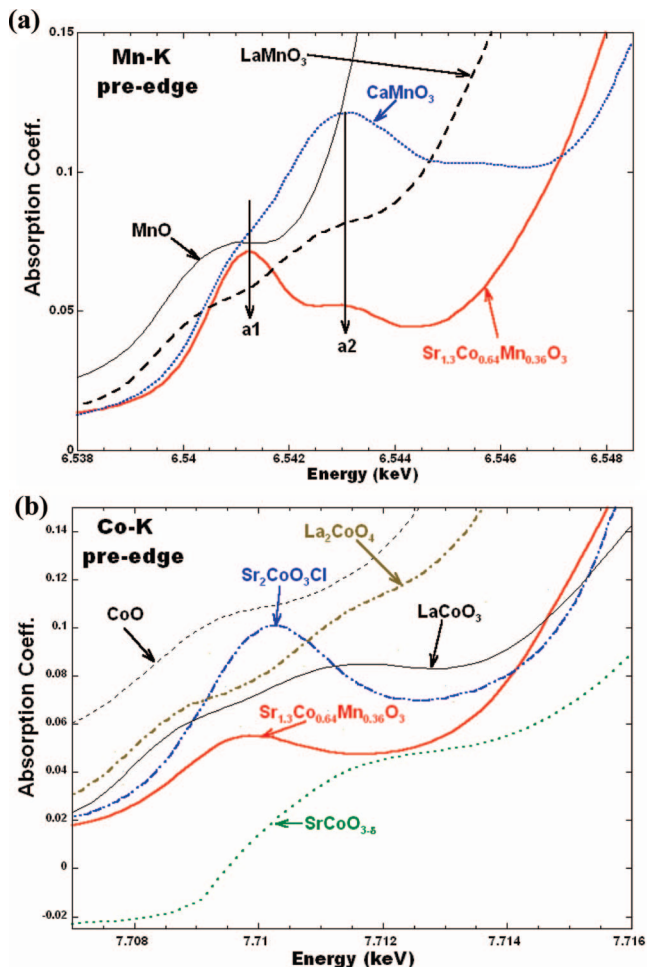 (a)
0.15
Mn-K
pre-edge
LaMnO3
CaMnO3
0.1
MnO
Absorption Coeff.
0.05
a1
a2
Sr1.3Co0.64Mn0.36O3
0
6.538
6.54
6.542
6.544
6.546
6.548
Energy (keV)
(b)
0.14
Co-K
pre-edge
La2CoO4
0.12
Sr2CoO3Cl
CoO
LaCoO3
0.1
0.08
Sr1.3Co0.64Mn0.36O3
0.06
Absorption Coeff.
0.04
0.02
SrCoO3-δ
0
-0.02
7.708
7.71
7.712
7.714
7.716
Energy (keV)